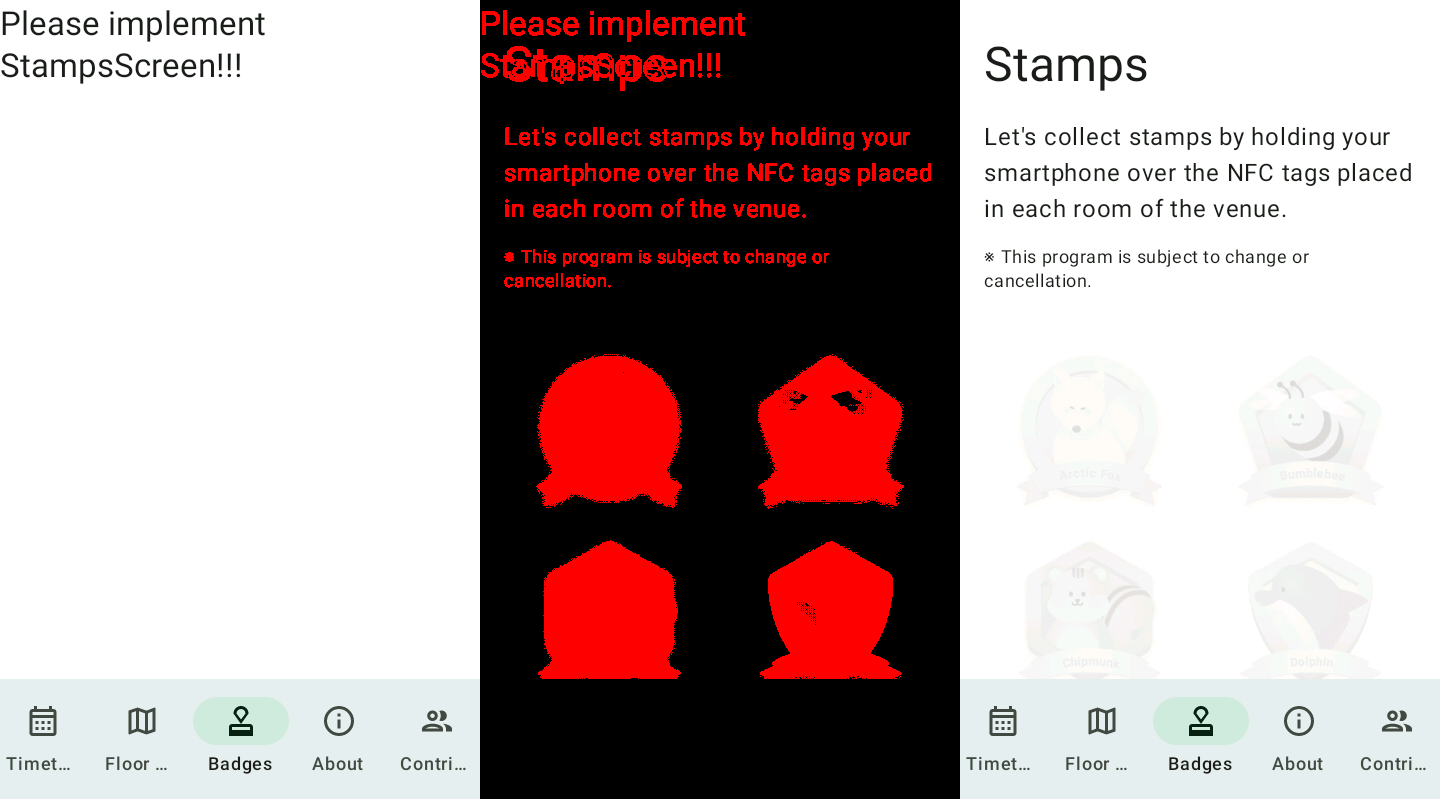 Please implement
StampsScreen!!!
Timet...
Floor ...
Badges
About
Contri...
Please implement
StampsScreen!!!
Stamps
Let's collect stamps by holding your
smartphone over the NFC tags placed
in each room of the venue.
※ This program is subject to change or
cancellation.
Stamps
Let's collect stamps by holding your
smartphone over the NFC tags placed
in each room of the venue.
※ This program is subject to change or
cancellation.
Arctic Fox
Bumblebee
Chipmunk
Dolphin
Timet...
Floor ...
Badges
About
Contri...